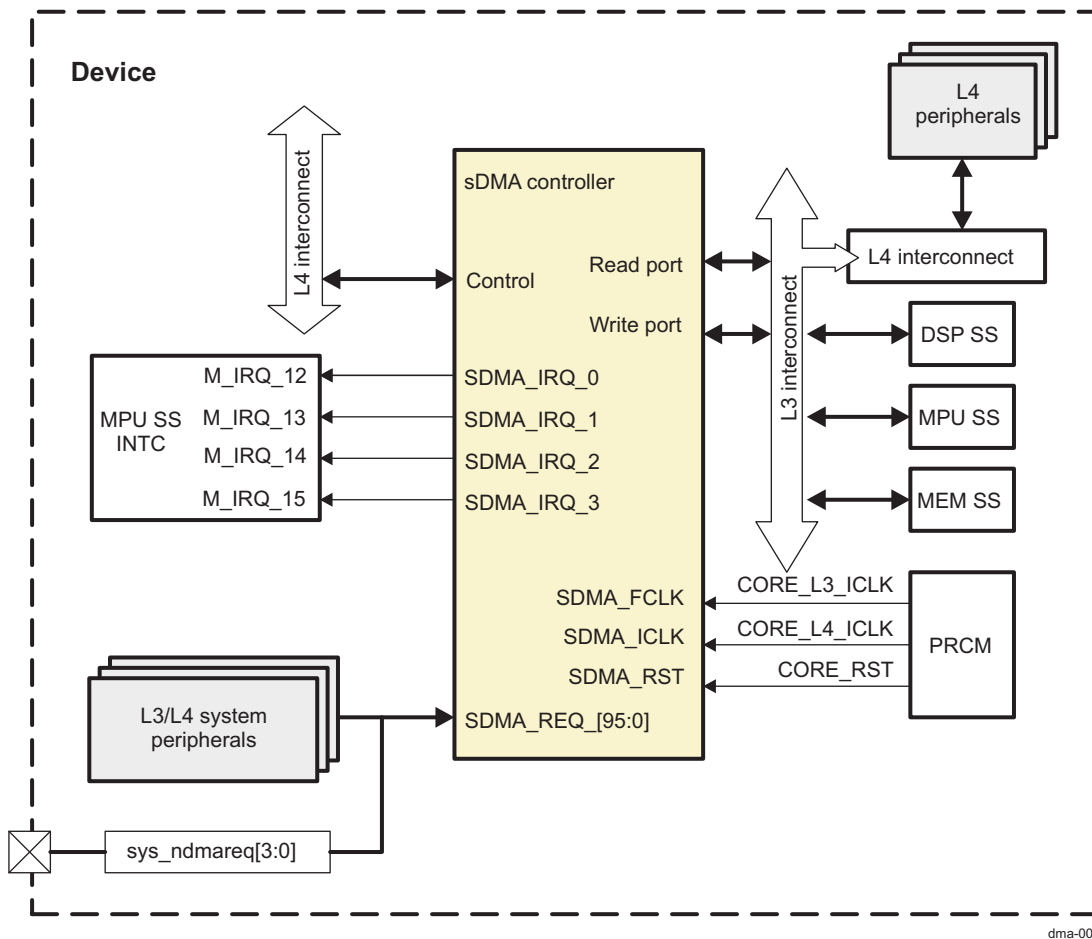 Device
L4
peripherals
L4 interconnect
sDMA controller
L4 interconnect
Read port
Control
Write port
L3 interconnect
DSP SS
MPU SS
MEM SS
MPU SS
INTC
M_IRQ_12
M_IRQ_13
M_IRQ_14
M_IRQ_15
SDMA_IRQ_0
SDMA_IRQ_1
SDMA_IRQ_2
SDMA_IRQ_3
SDMA_FCLK
SDMA_ICLK
SDMA_RST
CORE_L3_ICLK
CORE_L4_ICLK
CORE_RST
PRCM
L3/L4 system
peripherals
SDMA_REQ_[95:0]
sys_ndmareq[3:0]
dma-00